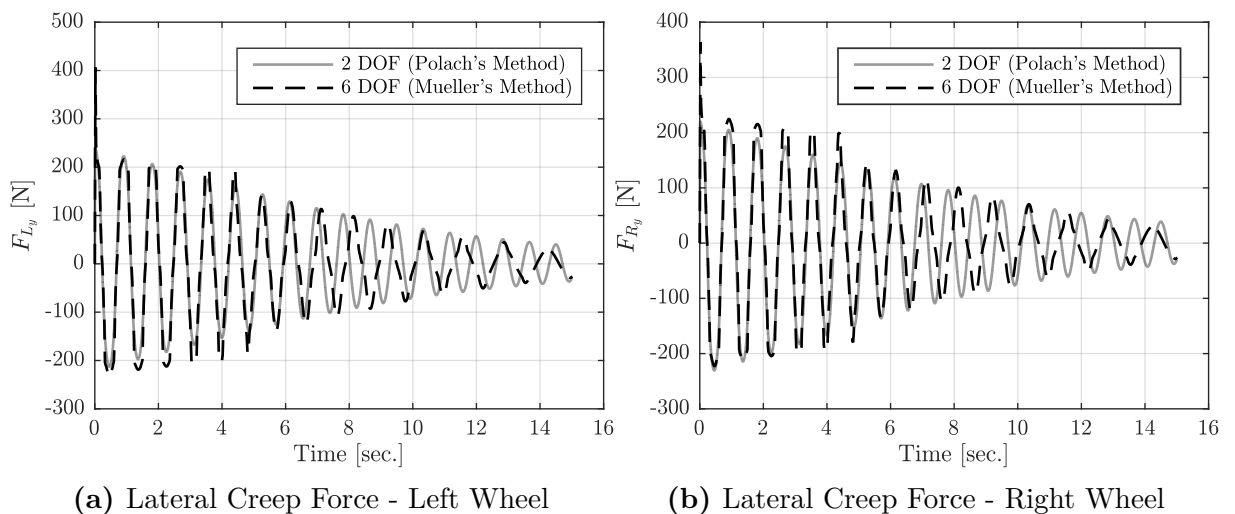 500
400
300
200
100
0
-100
-200
-300
0 2 4 6 8 10 12 14 16
F_{L_y} [N]
Time [sec.]
2 DOF (Polach's Method)
6 DOF (Mueller's Method)
(a) Lateral Creep Force - Left Wheel
400
300
200
100
0
-100
-200
-300
0 2 4 6 8 10 12 14 16
F_{R_y} [N]
Time [sec.]
2 DOF (Polach's Method)
6 DOF (Mueller's Method)
(b) Lateral Creep Force - Right Wheel